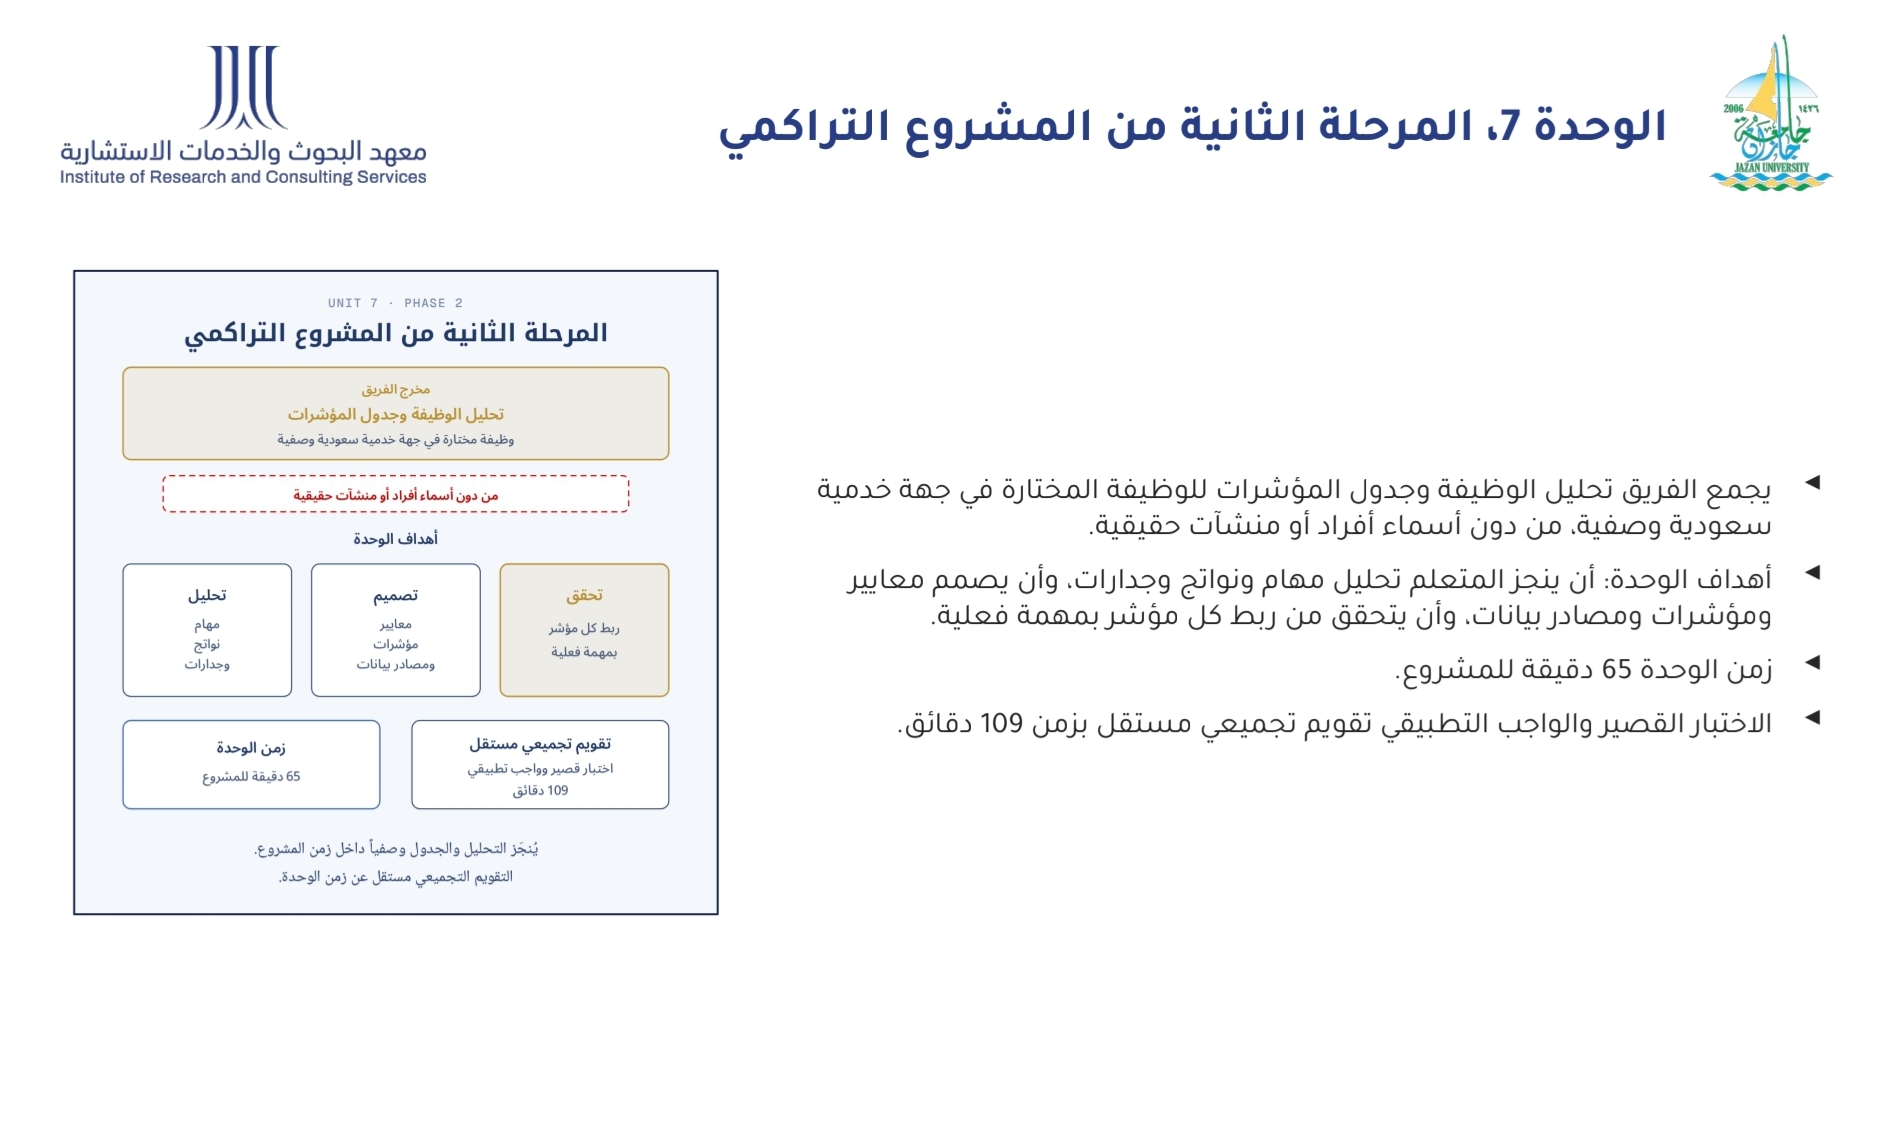 2006
١٤٢٦
جامعة جازان
JAZAN UNIVERSITY
الوحدة 7، المرحلة الثانية من المشروع التراكمي
معهد البحوث والخدمات الاستشارية
Institute of Research and Consulting Services
يجمع الفريق تحليل الوظيفة وجدول المؤشرات للوظيفة المختارة في جهة خدمية
سعودية وصفية، من دون أسماء أفراد أو منشآت حقيقية.
أهداف الوحدة: أن ينجز المتعلم تحليل مهام ونواتج وجدارات، وأن يصمم معايير
ومؤشرات ومصادر بيانات، وأن يتحقق من ربط كل مؤشر بمهمة فعلية.
زمن الوحدة 65 دقيقة للمشروع.
الاختبار القصير والواجب التطبيقي تقويم تجميعي مستقل بزمن 109 دقائق.
UNIT 7 · PHASE 2
المرحلة الثانية من المشروع التراكمي
مخرج الفريق
تحليل الوظيفة وجدول المؤشرات
وظيفة مختارة في جهة خدمية سعودية وصفية
من دون أسماء أفراد أو منشآت حقيقية
أهداف الوحدة
تحقق
ربط كل مؤشر
بمهمة فعلية
تصميم
معايير
مؤشرات
ومصادر بيانات
تحليل
مهام
نواتج
وجدارات
تقويم تجميعي مستقل
اختبار قصير وواجب تطبيقي
109 دقائق
زمن الوحدة
65 دقيقة للمشروع
يُنجَز التحليل والجدول وصفياً داخل زمن المشروع.
التقويم التجميعي مستقل عن زمن الوحدة.